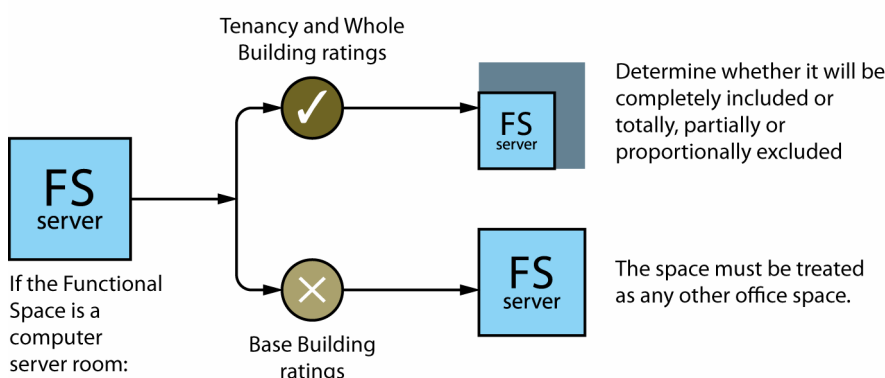 Tenancy and Whole
Building ratings
Determine whether it will be
completely included or
totally, partially or
proportionally excluded
FS
server
FS
server
If the Functional
Space is a
computer
server room:
FS
server
The space must be treated
as any other office space.
Base Building
ratings